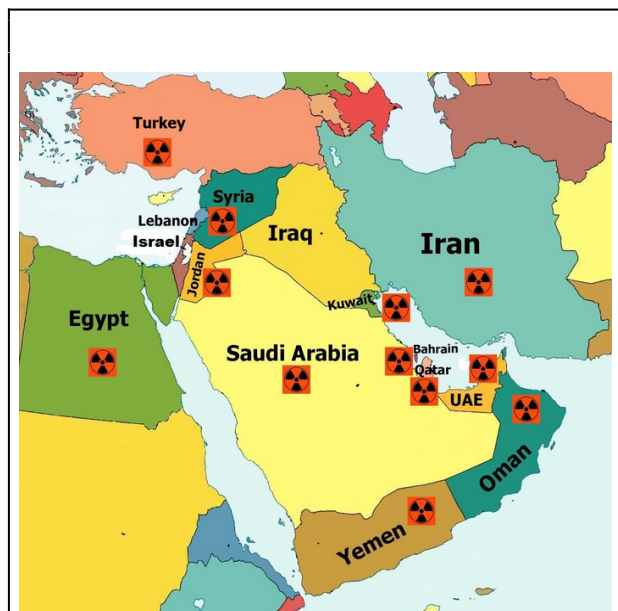 Turkey
Syria
Lebanon
Israel
Iraq
Iran
Jordan
Kuwait
Egypt
Saudi Arabia
Bahrain
Qatar
UAE
Oman
Yemen